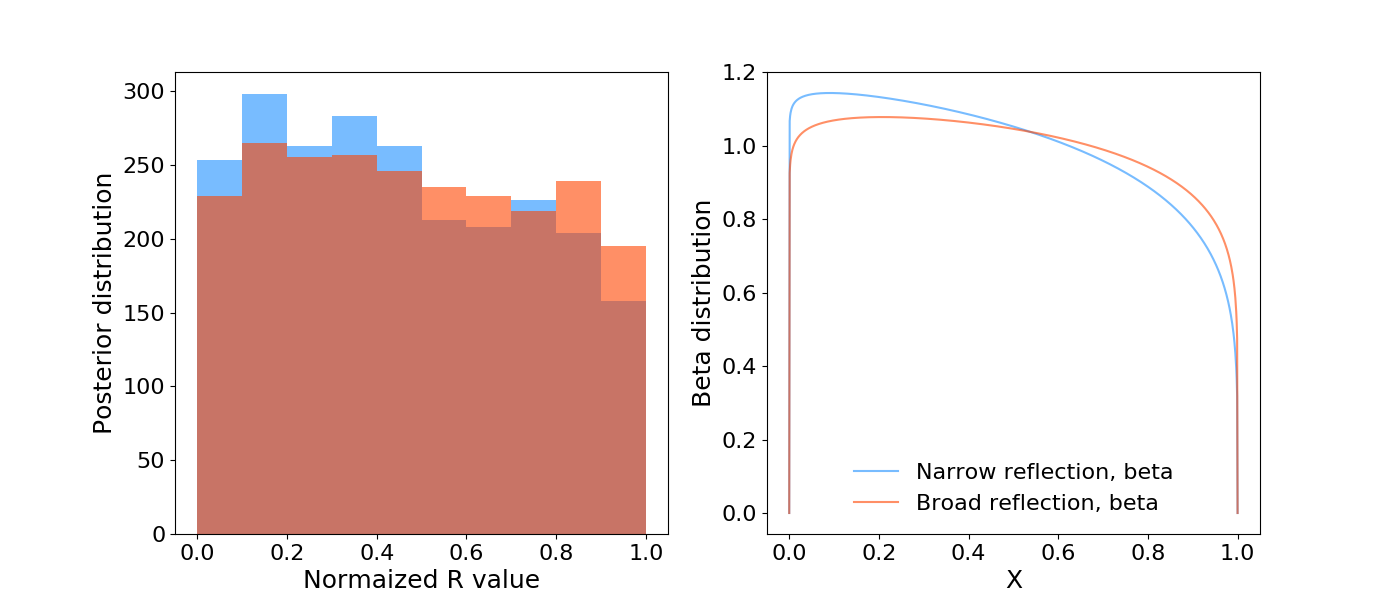 Posterior distribution
300
250
200
150
100
50
0
0.0 0.2 0.4 0.6 0.8 1.0
Normaized R value
Beta distribution
1.2
1.0
0.8
0.6
0.4
0.2
0.0
Narrow reflection, beta
Broad reflection, beta
0.0 0.2 0.4 0.6 0.8 1.0
X